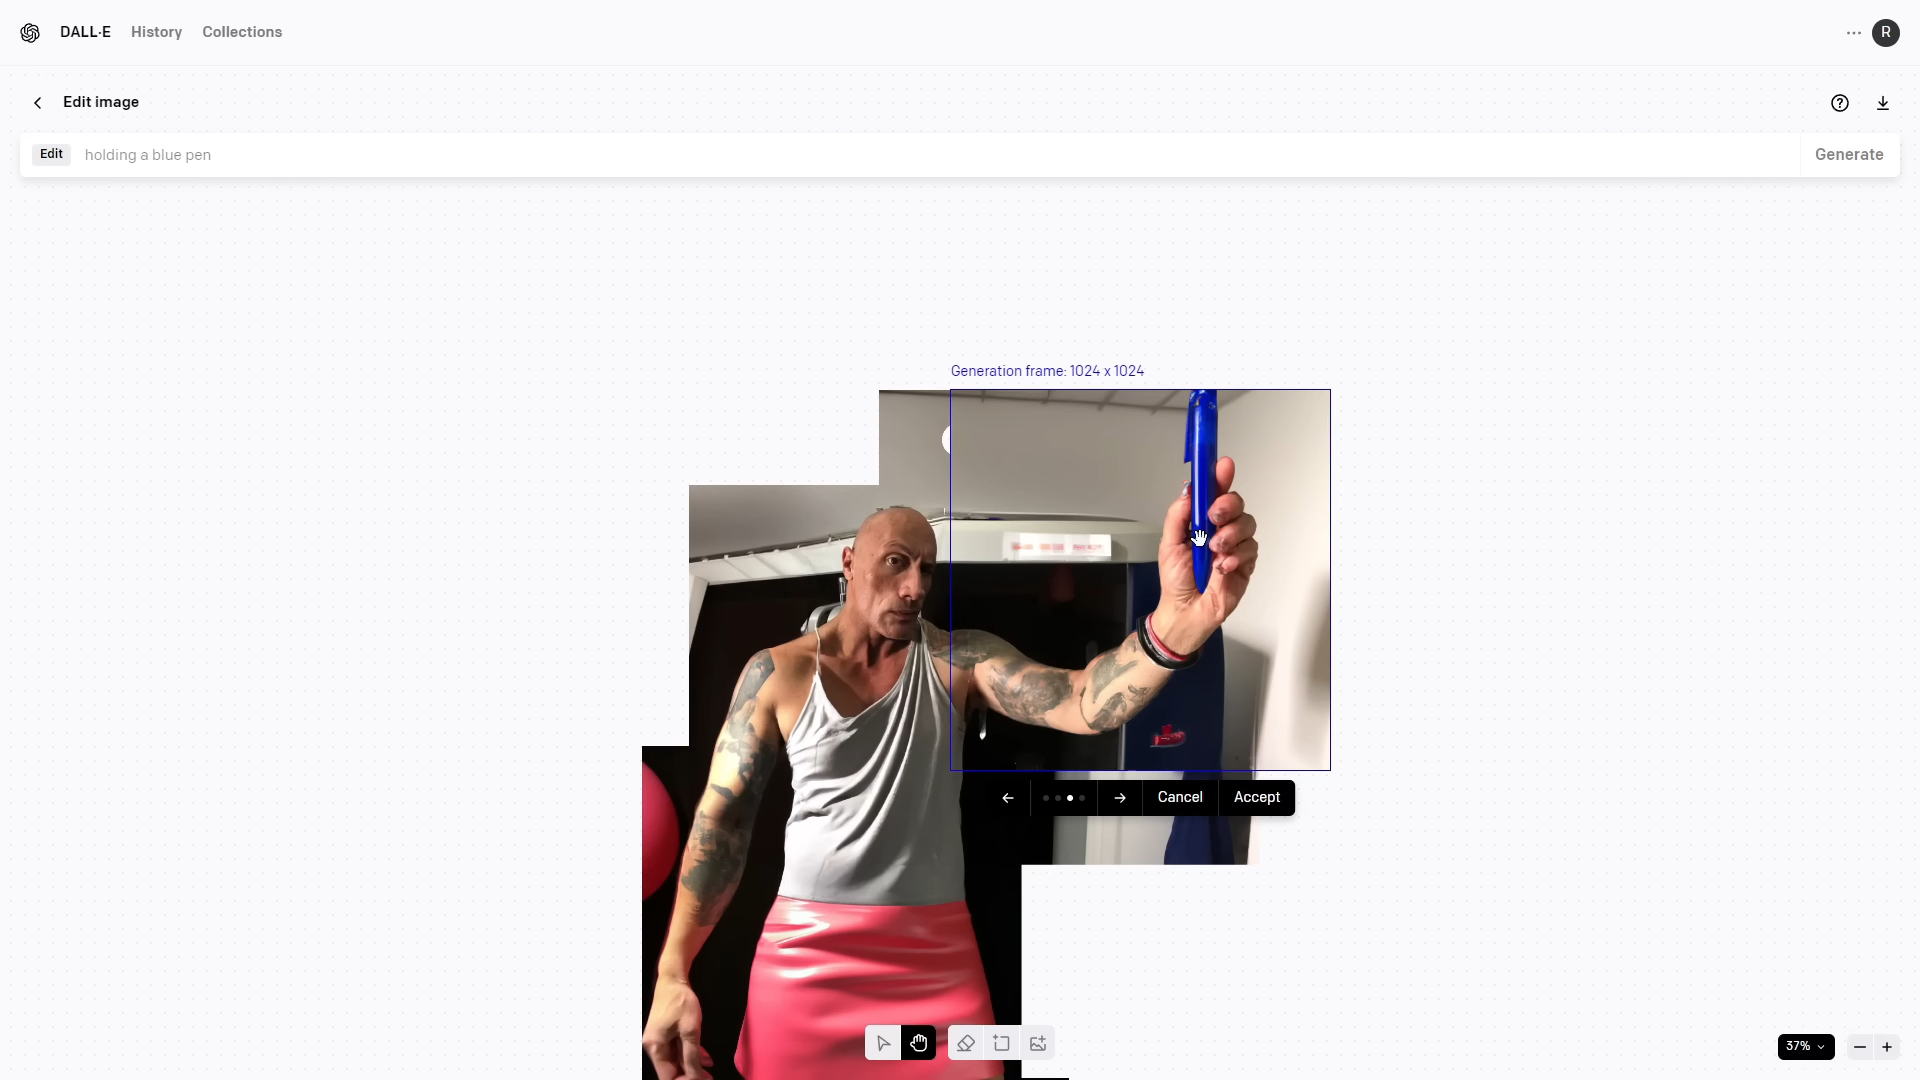 DALL·E History Collections
R
Edit image
Edit holding a blue pen Generate
Generation frame: 1024 x 1024
Cancel Accept
37%